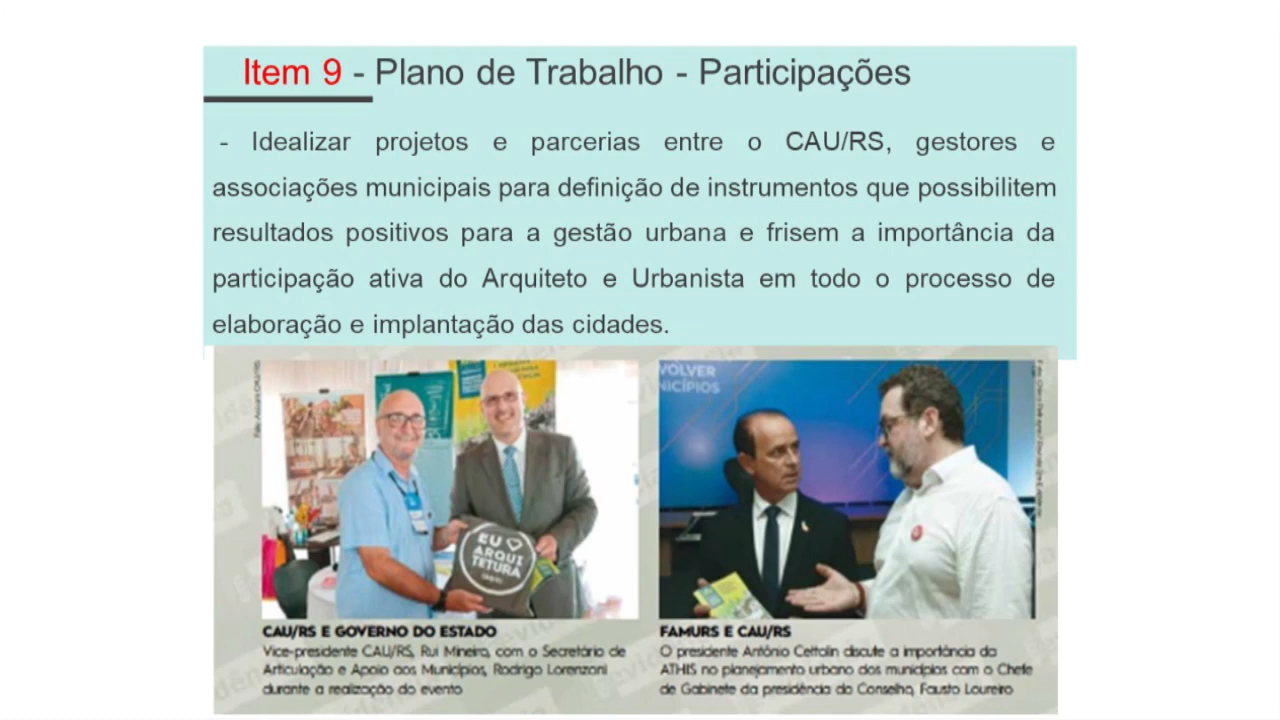 Item 9 - Plano de Trabalho - Participações
- Idealizar projetos e parcerias entre o CAU/RS, gestores e
associações municipais para definição de instrumentos que possibilitem
resultados positivos para a gestão urbana e frisem a importância da
participação ativa do Arquiteto e Urbanista em todo o processo de
elaboração e implantação das cidades.
EU
ARQUI
TETURA
VOLVER
NICÍPIOS
CAU/RS E GOVERNO DO ESTADO
Vice-presidente CAU/RS, Rui Mineiro, com o Secretário de
Articulação e Apoio aos Municípios, Rodrigo Lorenzoni
durante a realização do evento
FAMURS E CAU/RS
O presidente Antônio Cettolin discute a importância da
ATHIS no planejamento urbano dos municípios com o Chefe
de Gabinete da presidência do Conselho, Fausto Loureiro